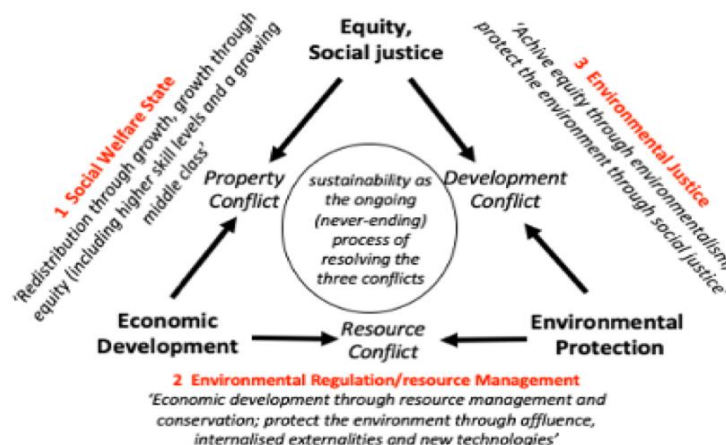 Equity,
Social justice
1 Social Welfare State
'Redistribution through growth, growth through
equity (including higher skill levels and a growing
middle class'
3 Environmental Justice
'Achive equity through environmentalism,
protect the environment through social justice'
Property
Conflict
sustainability as
the ongoing
(never-ending)
process of
resolving the
three conflicts
Development
Conflict
Economic
Development
Resource
Conflict
Environmental
Protection
2 Environmental Regulation/resource Management
'Economic development through resource management and
conservation; protect the environment through affluence,
internalised externalities and new technologies'